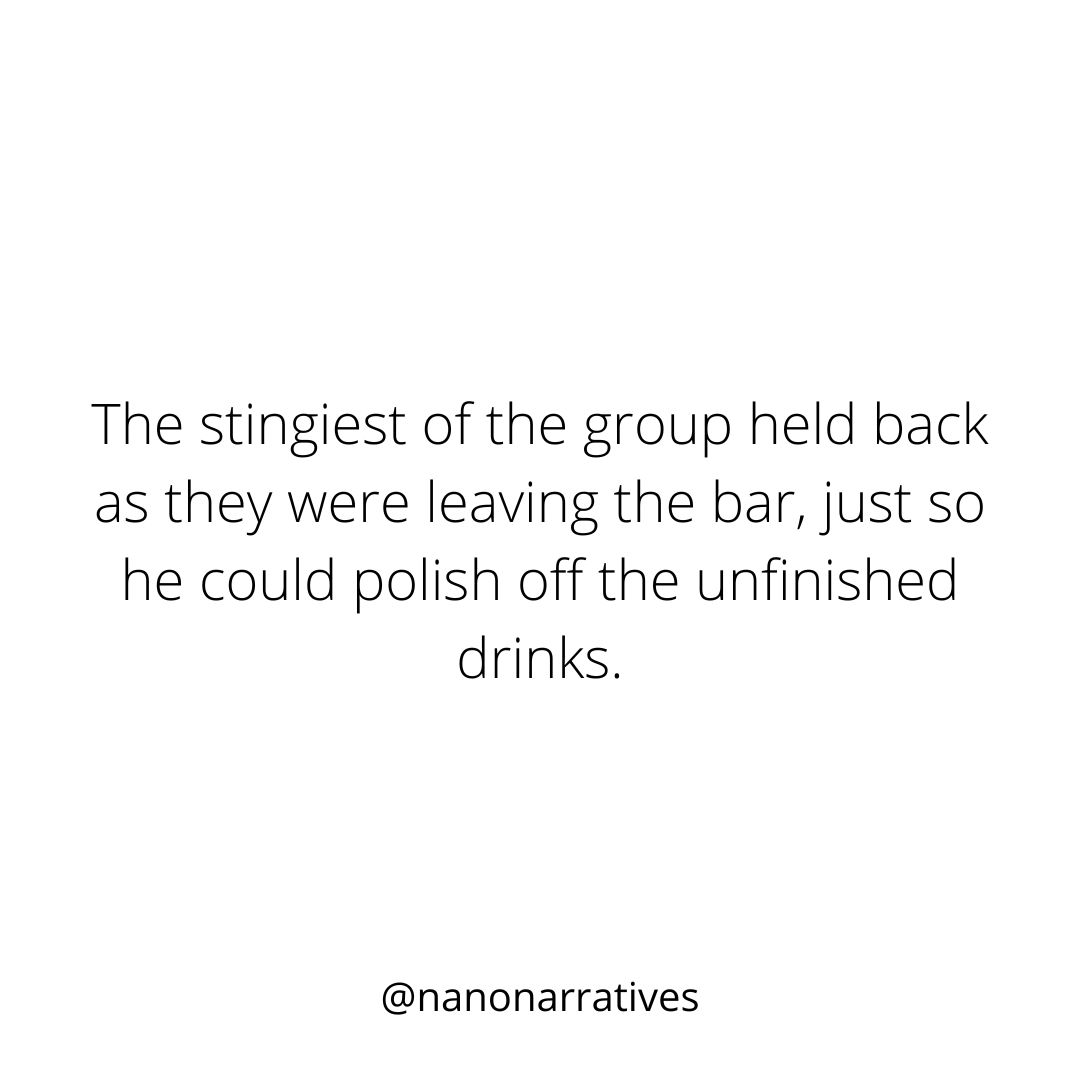 The stingiest of the group held back
as they were leaving the bar, just so
he could polish off the unfinished
drinks.
@nanonarratives